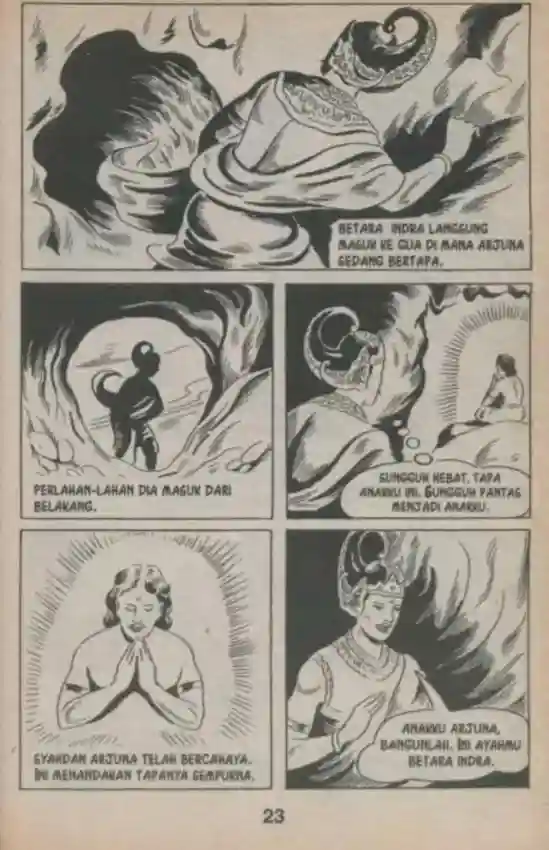 BETARA INDRA LANGSUNG
MASUK KE GUA DI MANA ARJUNA
SEDANG BERTAPA.
PERLAHAN-LAHAN DIA MASUK DARI
BELAKANG.
SUNGGUH HEBAT, TAPA
ANAKKU INI. SUNGGUH PANTAS
MENJADI ANAKKU.
SYAHDAN ARJUNA TELAH BERCAHAYA.
INI MENANDAKAN TAPANYA SEMPURNA.
ANAKKU ARJUNA,
BANGUNLAH. INI AYAHMU
BETARA INDRA.
23